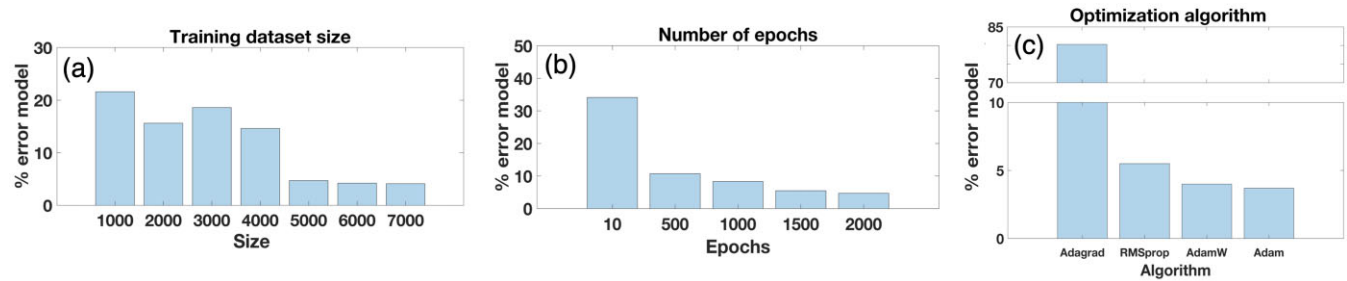 Training dataset size
(a)
% error model
30
20
10
0
1000 2000 3000 4000 5000 6000 7000
Size
Number of epochs
(b)
% error model
50
40
30
20
10
0
10 500 1000 1500 2000
Epochs
Optimization algorithm
(c)
% error model
85
70
10
5
0
Adagrad RMSprop AdamW Adam
Algorithm